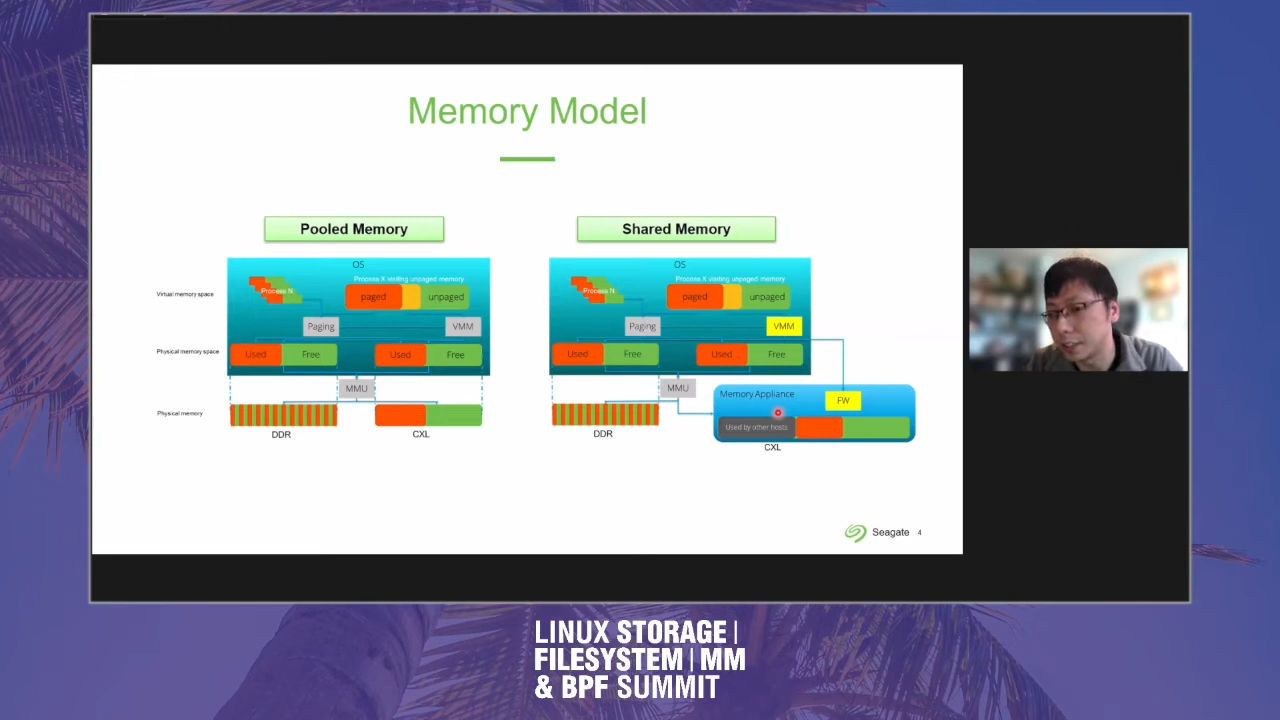 Memory Model
Pooled Memory
Shared Memory
OS
Process X visiting unpaged memory
Virtual memory space
Process N
paged
unpaged
Paging
VMM
Physical memory space
Used
Free
Used
Free
MMU
Physical memory
DDR
CXL
OS
Process X visiting unpaged memory
Process N
paged
unpaged
Paging
VMM
Used
Free
Used
Free
MMU
Memory Appliance
FW
Used by other hosts
DDR
CXL
Seagate 4
LINUX STORAGE |
FILESYSTEM | MM
& BPF SUMMIT